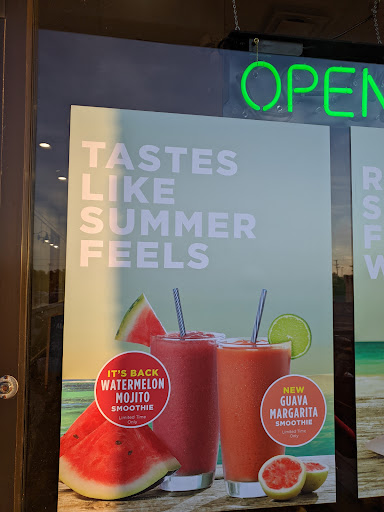 OPEN
TASTES
LIKE
SUMMER
FEELS
IT'S BACK
WATERMELON
MOJITO
SMOOTHIE
Limited Time
Only
NEW
GUAVA
MARGARITA
SMOOTHIE
Limited Time
Only
R
S
F
W